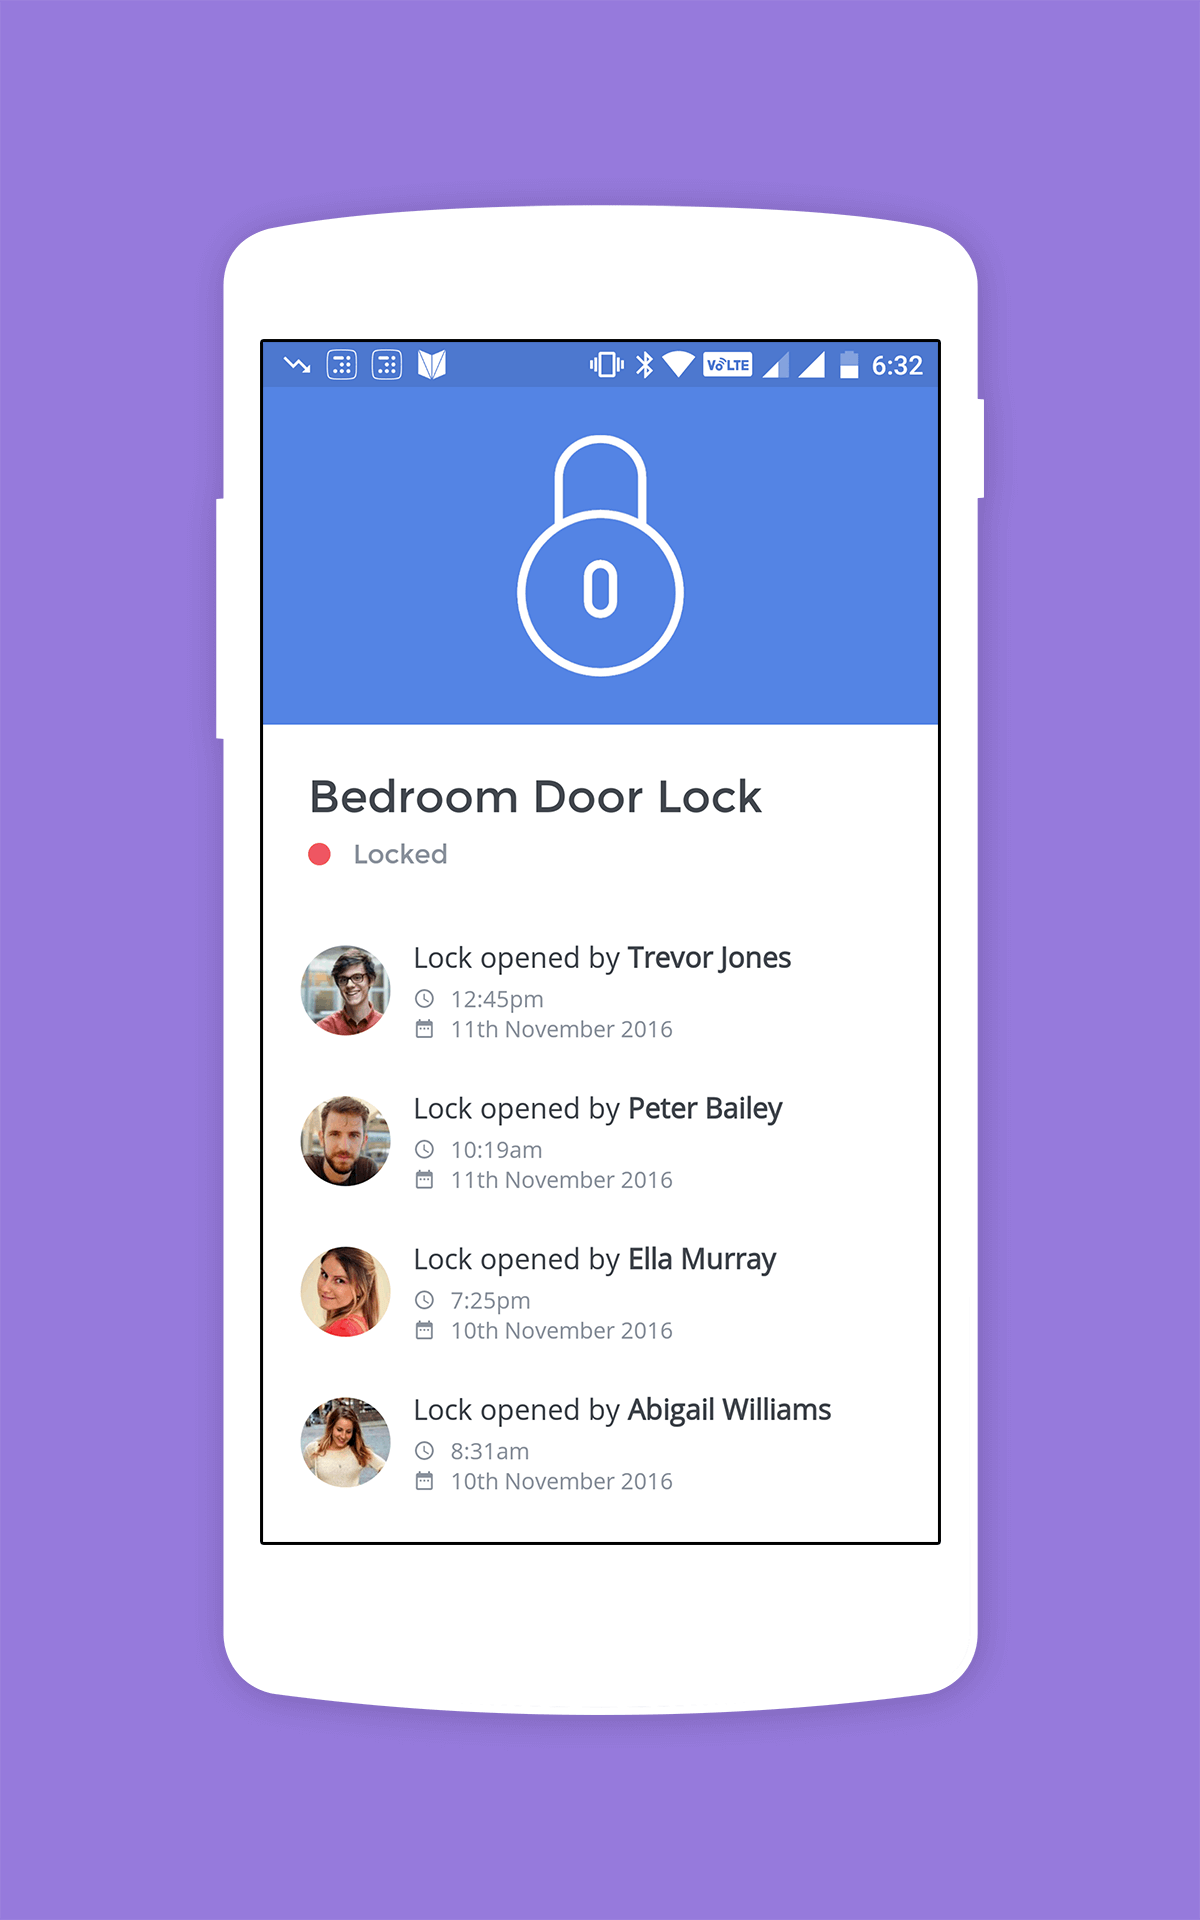 VoLTE 6:32
Bedroom Door Lock
Locked
Lock opened by Trevor Jones
12:45pm
11th November 2016
Lock opened by Peter Bailey
10:19am
11th November 2016
Lock opened by Ella Murray
7:25pm
10th November 2016
Lock opened by Abigail Williams
8:31am
10th November 2016